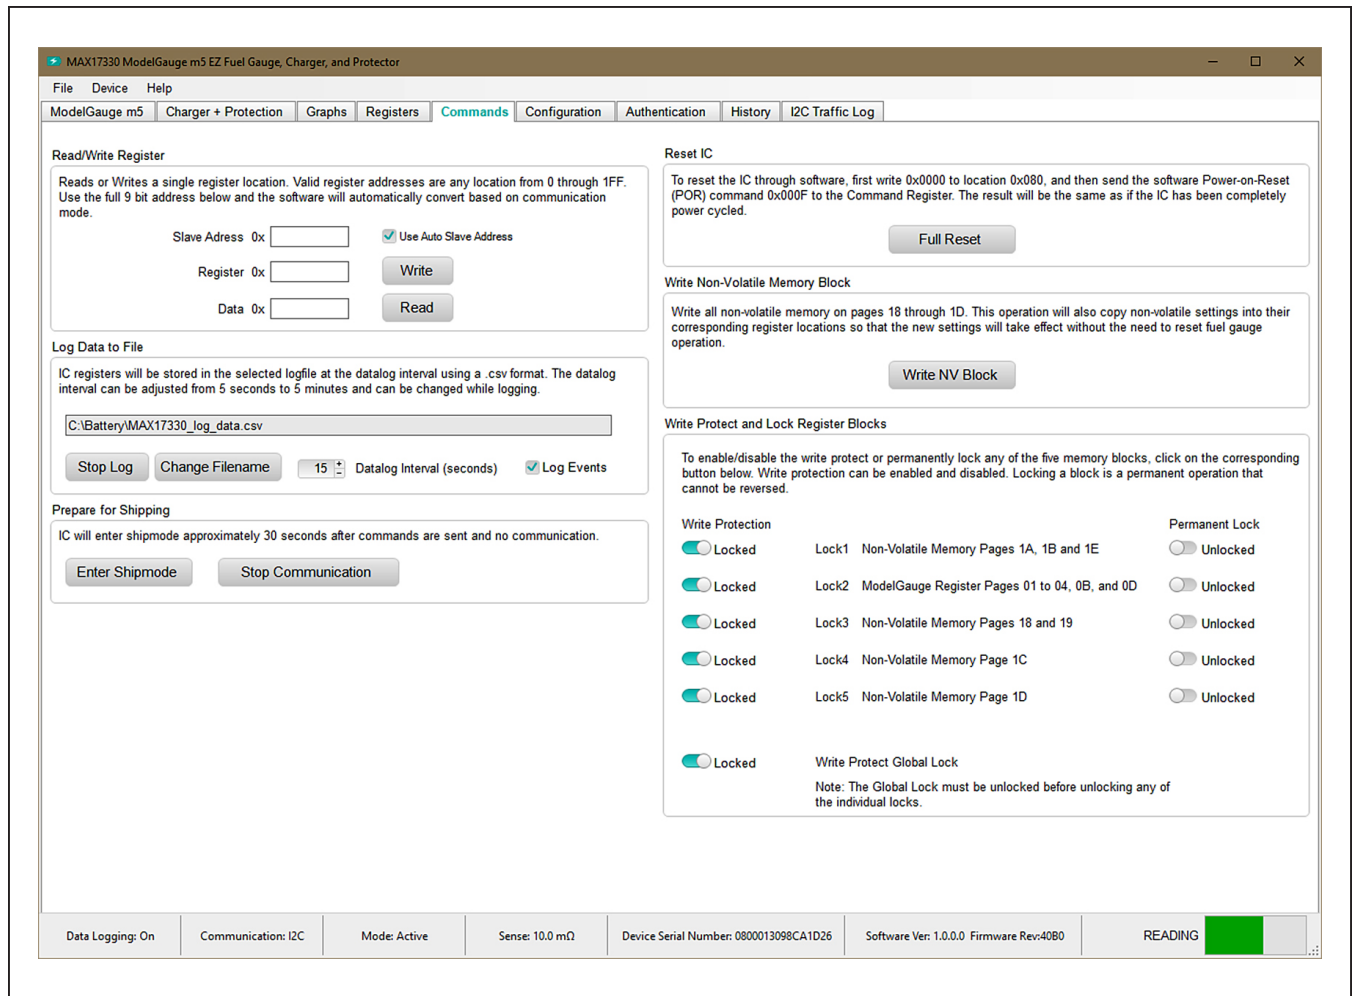 MAX17330 ModelGauge m5 EZ Fuel Gauge, Charger, and Protector
File Device Help
ModelGauge m5 Charger + Protection Graphs Registers Commands Configuration Authentication History I2C Traffic Log
Read/Write Register
Reads or Writes a single register location. Valid register addresses are any location from 0 through 1FF.
Use the full 9 bit address below and the software will automatically convert based on communication
mode.
Slave Adress 0x
Use Auto Slave Address
Register 0x
Write
Data 0x
Read
Log Data to File
IC registers will be stored in the selected logfile at the datalog interval using a .csv format. The datalog
interval can be adjusted from 5 seconds to 5 minutes and can be changed while logging.
C:\Battery\MAX17330_log_data.csv
Stop Log Change Filename 15 Datalog Interval (seconds) Log Events
Prepare for Shipping
IC will enter shipmode approximately 30 seconds after commands are sent and no communication.
Enter Shipmode Stop Communication
Reset IC
To reset the IC through software, first write 0x0000 to location 0x080, and then send the software Power-on-Reset
(POR) command 0x000F to the Command Register. The result will be the same as if the IC has been completely
power cycled.
Full Reset
Write Non-Volatile Memory Block
Write all non-volatile memory on pages 18 through 1D. This operation will also copy non-volatile settings into their
corresponding register locations so that the new settings will take effect without the need to reset fuel gauge
operation.
Write NV Block
Write Protect and Lock Register Blocks
To enable/disable the write protect or permanently lock any of the five memory blocks, click on the corresponding
button below. Write protection can be enabled and disabled. Locking a block is a permanent operation that
cannot be reversed.
Write Protection Permanent Lock
Locked Lock1 Non-Volatile Memory Pages 1A, 1B and 1E Unlocked
Locked Lock2 ModelGauge Register Pages 01 to 04, 0B, and 0D Unlocked
Locked Lock3 Non-Volatile Memory Pages 18 and 19 Unlocked
Locked Lock4 Non-Volatile Memory Page 1C Unlocked
Locked Lock5 Non-Volatile Memory Page 1D Unlocked
Locked Write Protect Global Lock
Note: The Global Lock must be unlocked before unlocking any of
the individual locks.
Data Logging: On Communication: I2C Mode: Active Sense: 10.0 mΩ Device Serial Number: 0800013098CA1D26 Software Ver: 1.0.0.0 Firmware Rev:40B0 READING